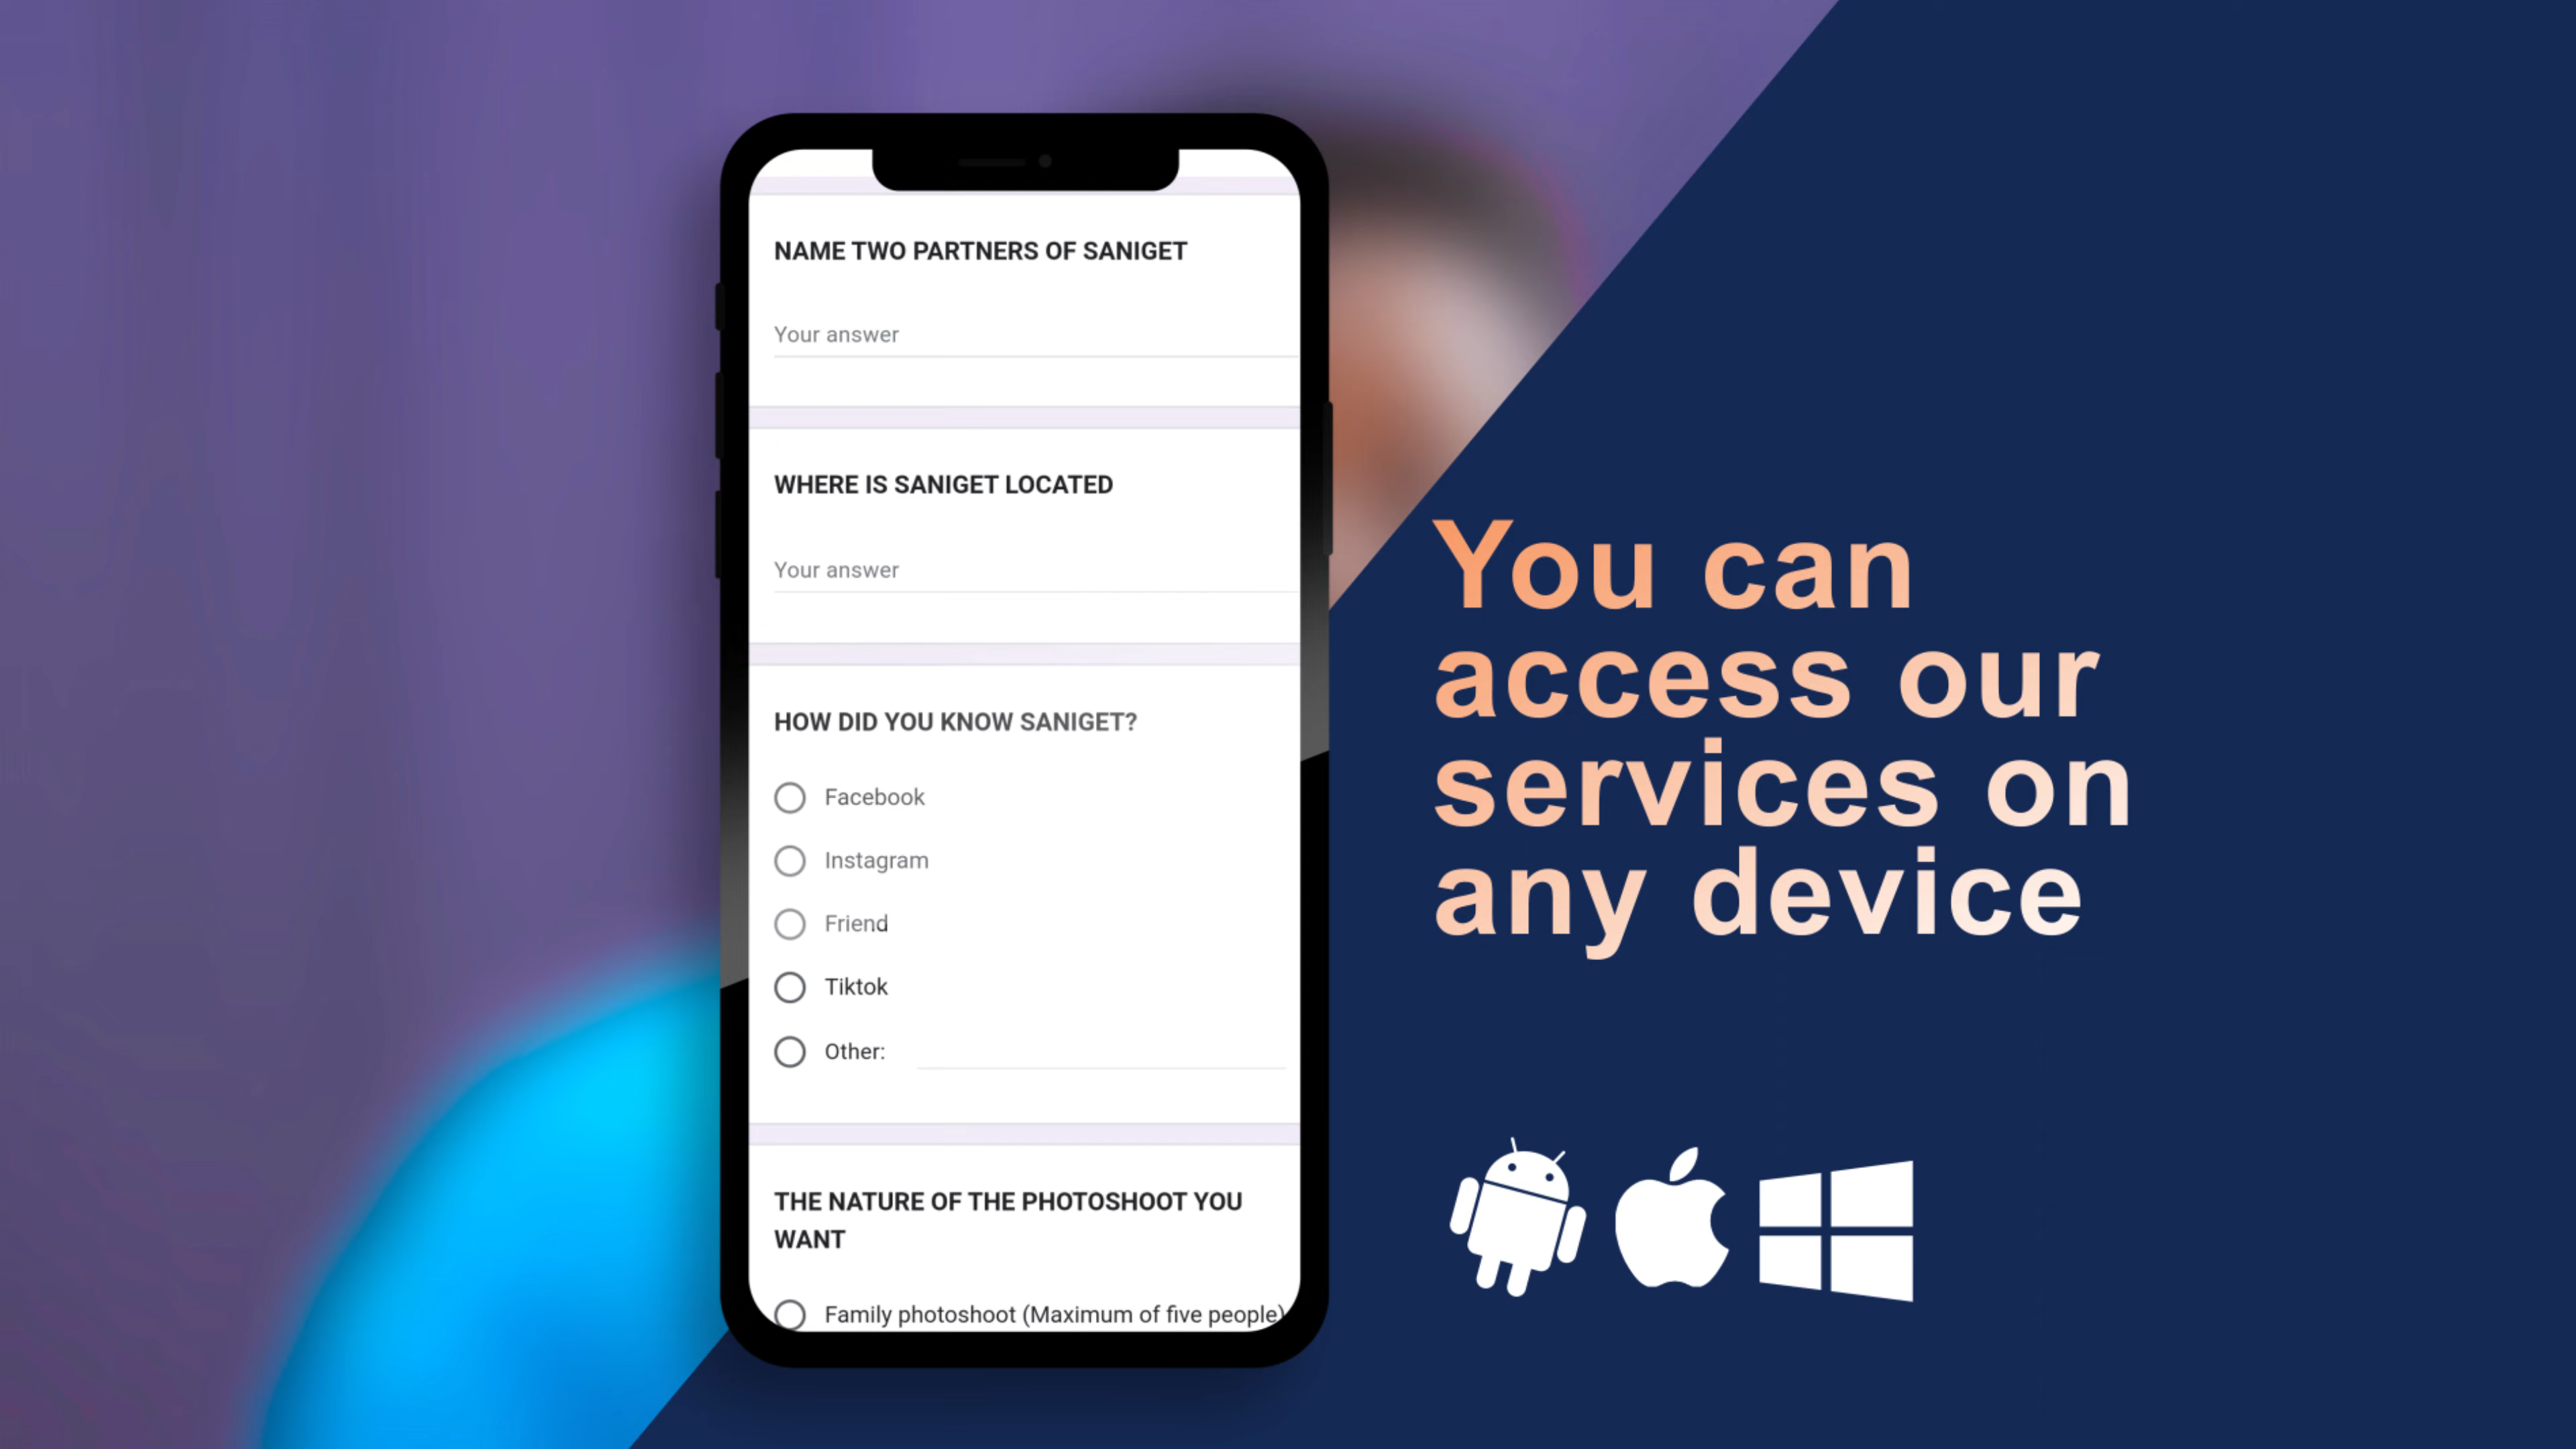 NAME TWO PARTNERS OF SANIGET
Your answer
WHERE IS SANIGET LOCATED
Your answer
HOW DID YOU KNOW SANIGET?
Facebook
Instagram
Friend
Tiktok
Other:
THE NATURE OF THE PHOTOSHOOT YOU
WANT
Family photoshoot (Maximum of five people)
You can
access our
services on
any device